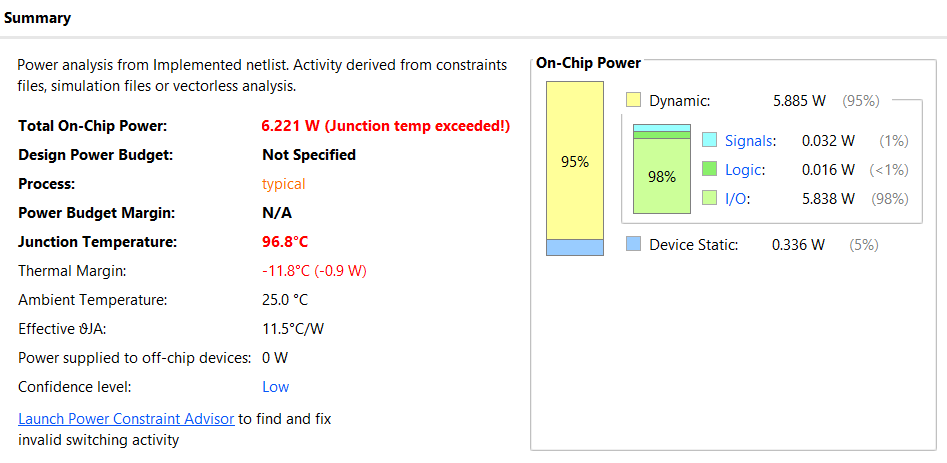 Summary
Power analysis from Implemented netlist. Activity derived from constraints
files, simulation files or vectorless analysis.
Total On-Chip Power: 6.221 W (Junction temp exceeded!)
Design Power Budget: Not Specified
Process: typical
Power Budget Margin: N/A
Junction Temperature: 96.8°C
Thermal Margin: -11.8°C (-0.9 W)
Ambient Temperature: 25.0 °C
Effective ϑJA: 11.5°C/W
Power supplied to off-chip devices: 0 W
Confidence level: Low
Launch Power Constraint Advisor to find and fix
invalid switching activity
On-Chip Power
95%
Dynamic: 5.885 W (95%)
98%
Signals: 0.032 W (1%)
Logic: 0.016 W (<1%)
I/O: 5.838 W (98%)
Device Static: 0.336 W (5%)